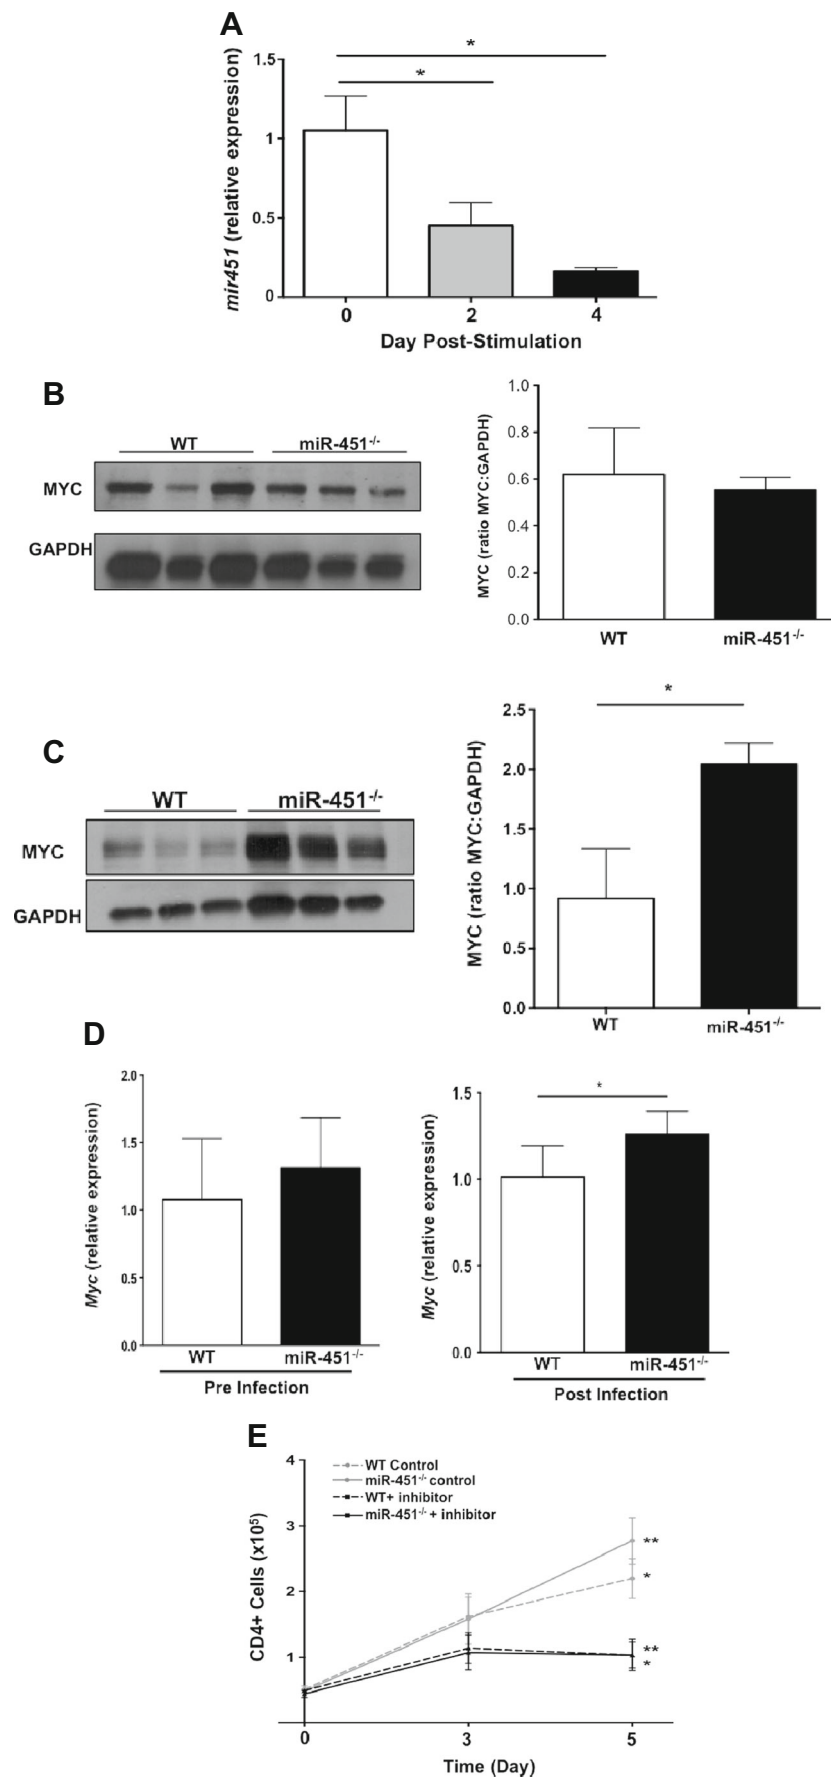 A
*
*
mir451 (relative expression)
1.5
1
0.5
0
0 2 4
Day Post-Stimulation
B
WT miR-451-/-
MYC
GAPDH
MYC (ratio MYC:GAPDH)
1.0
0.8
0.6
0.4
0.2
0.0
WT miR-451-/-
C
WT miR-451-/-
MYC
GAPDH
*
MYC (ratio MYC:GAPDH)
2.5
2.0
1.5
1.0
0.5
0.0
WT miR-451-/-
D
Myc (relative expression)
2.0
1.5
1.0
0.5
0.0
WT miR-451-/-
Pre Infection
*
Myc (relative expression)
1.5
1.0
0.5
0.0
WT miR-451-/-
Post Infection
E
CD4+ Cells (x10⁵)
4
3
2
1
WT Control
miR-451-/- control
WT+ inhibitor
miR-451-/- + inhibitor
**
*
**
*
0 3 5
Time (Day)